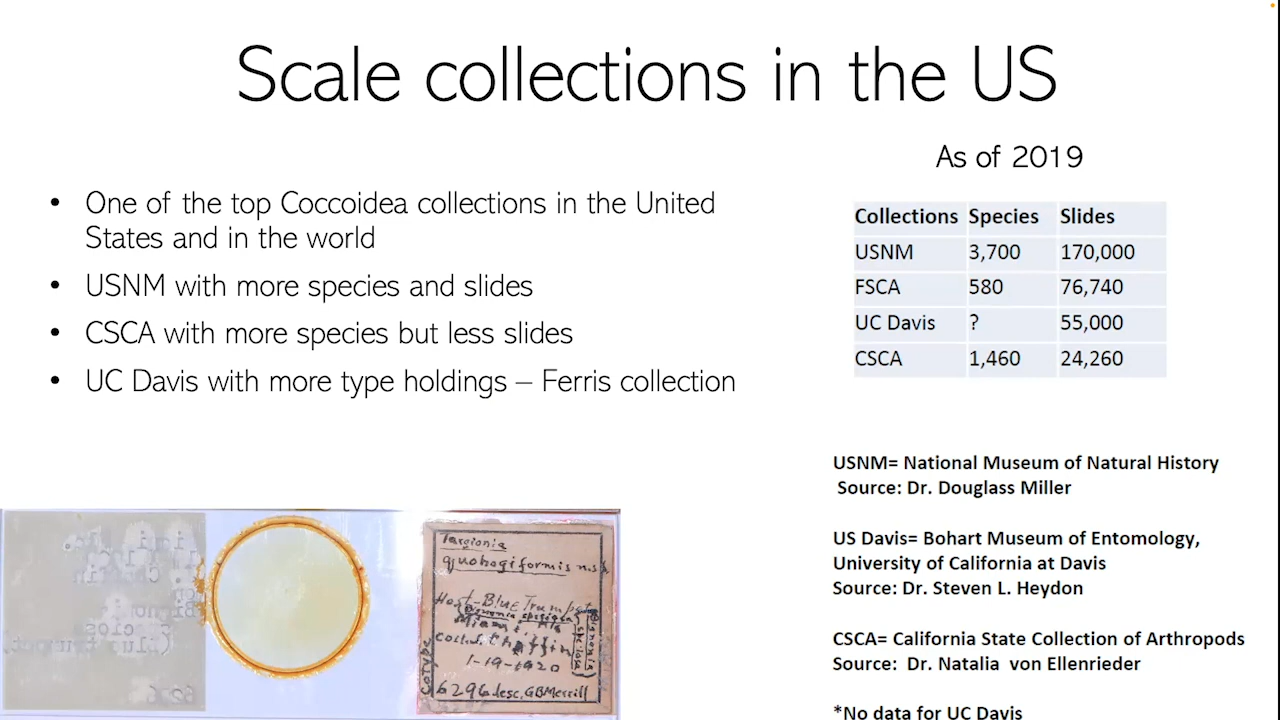 Scale collections in the US
• One of the top Coccoidea collections in the United
States and in the world
• USNM with more species and slides
• CSCA with more species but less slides
• UC Davis with more type holdings – Ferris collection
As of 2019
Collections Species Slides
USNM 3,700 170,000
FSCA 580 76,740
UC Davis ? 55,000
CSCA 1,460 24,260
USNM= National Museum of Natural History
Source: Dr. Douglass Miller
US Davis= Bohart Museum of Entomology,
University of California at Davis
Source: Dr. Steven L. Heydon
CSCA= California State Collection of Arthropods
Source: Dr. Natalia von Ellenrieder
*No data for UC Davis
Targionia
quohogiformis n.s
Host-Blue
1-19-1920
6296 desc. GBMerrill
Cotype